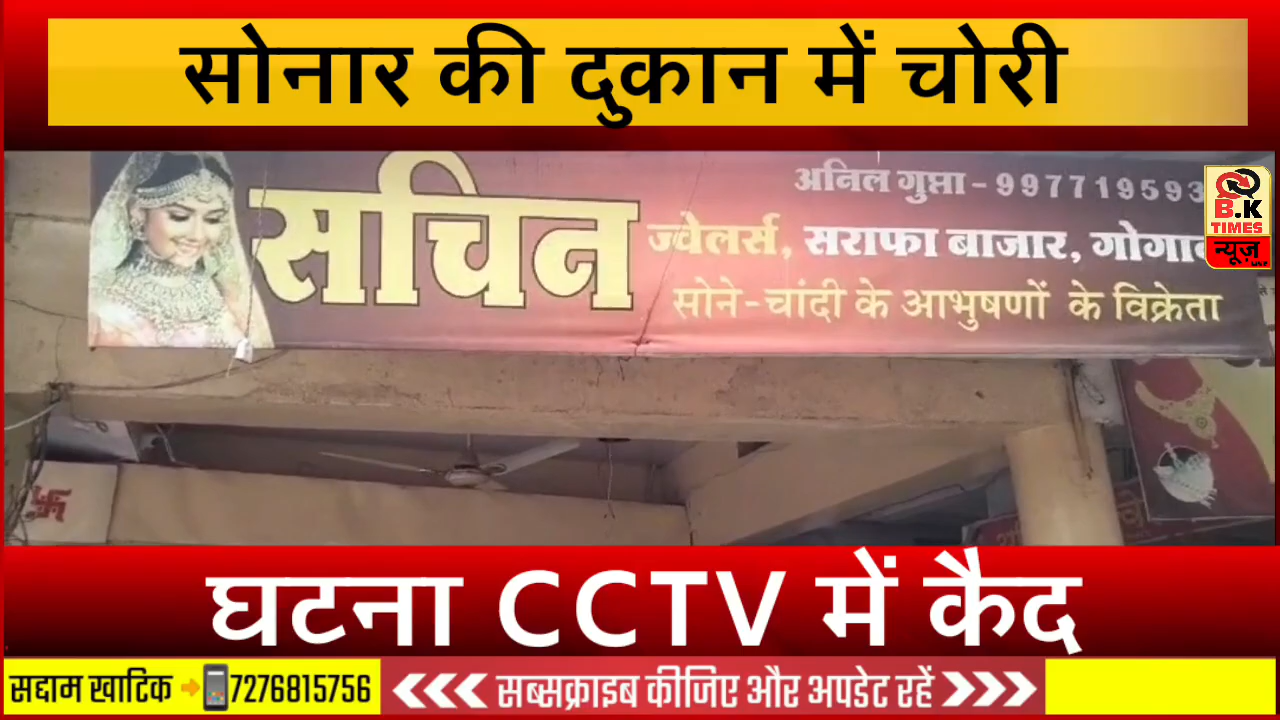 सोनार की दुकान में चोरी
अनिल गुप्ता - 997719593
सचिन
ज्वेलर्स, सराफा बाजार,
सोने-चांदी के आभुषणों के विक्रेता
B.K
TIMES
न्यूज़
घटना CCTV में कैद
सद्दाम खाटिक
7276815756
सब्सक्राइब कीजिए और अपडेट रहें